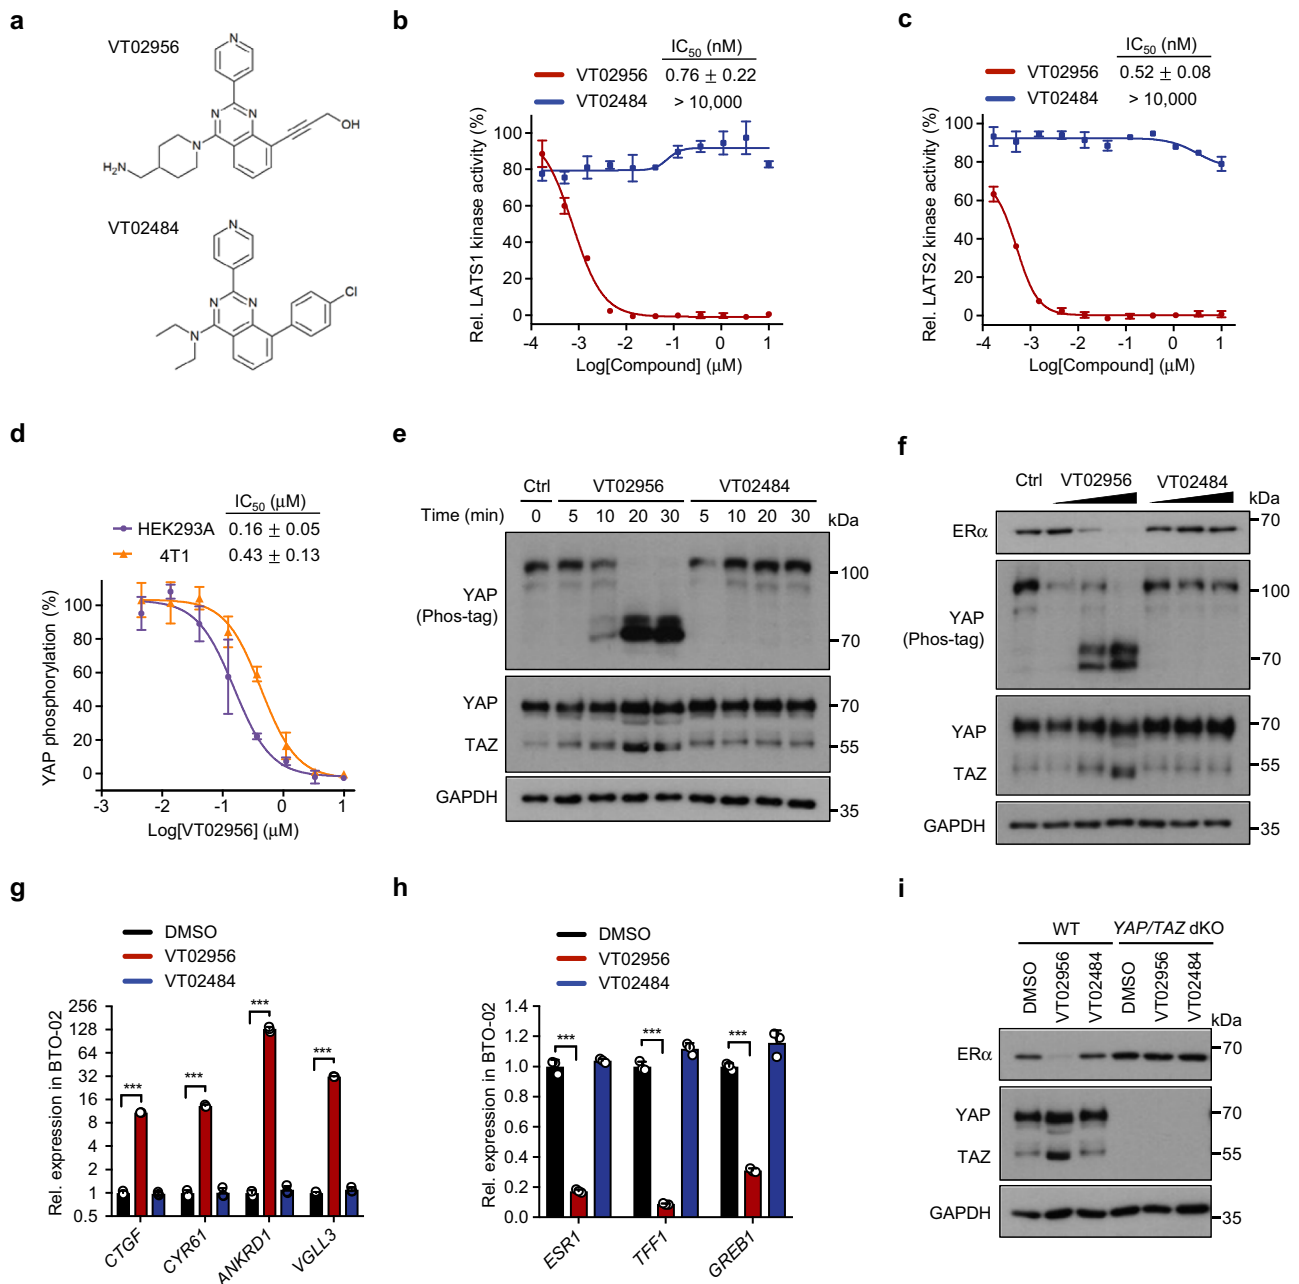 a
VT02956
N
N
N
N
OH
H2N
VT02484
N
N
N
N
Cl
b
IC50 (nM)
VT02956 0.76 ± 0.22
VT02484 > 10,000
Rel. LATS1 kinase activity (%)
100
80
60
40
20
0
-4 -3 -2 -1 0 1
Log[Compound] (μM)
c
IC50 (nM)
VT02956 0.52 ± 0.08
VT02484 > 10,000
Rel. LATS2 kinase activity (%)
100
80
60
40
20
0
-4 -3 -2 -1 0 1
Log[Compound] (μM)
d
IC50 (μM)
HEK293A 0.16 ± 0.05
4T1 0.43 ± 0.13
YAP phosphorylation (%)
100
80
60
40
20
0
-3 -2 -1 0 1
Log[VT02956] (μM)
e
Ctrl VT02956 VT02484
Time (min) 0 5 10 20 30 5 10 20 30 kDa
YAP
(Phos-tag)
100
70
YAP 70
TAZ 55
GAPDH 35
f
Ctrl VT02956 VT02484
kDa
ERα 70
YAP
(Phos-tag)
100
70
YAP 70
TAZ 55
GAPDH 35
g
DMSO
VT02956
VT02484
Rel. expression in BTO-02
256
128
64
32
16
8
4
2
1
0.5
*** *** *** ***
CTGF CYR61 ANKRD1 VGLL3
h
DMSO
VT02956
VT02484
Rel. expression in BTO-02
1.4
1.2
1.0
0.8
0.6
0.4
0.2
0.0
*** *** ***
ESR1 TFF1 GREB1
i
WT YAP/TAZ dKO
DMSO VT02956 VT02484 DMSO VT02956 VT02484
kDa
ERα 70
YAP 70
TAZ 55
GAPDH 35